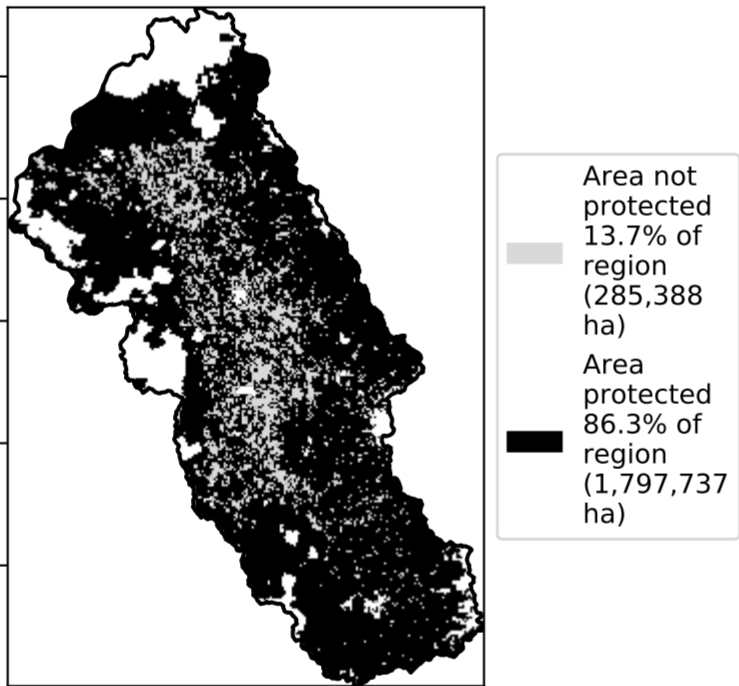 Area not
protected
13.7% of
region
(285,388
ha)
Area
protected
86.3% of
region
(1,797,737
ha)